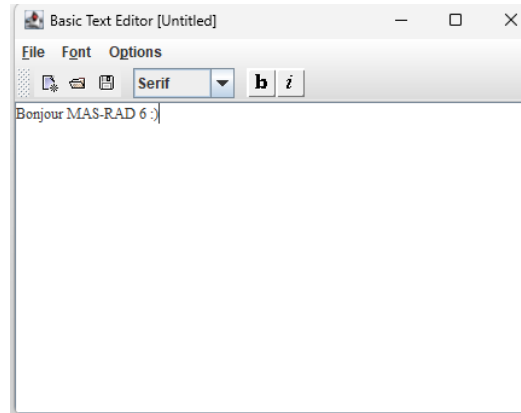 Basic Text Editor [Untitled]
File Font Options
Serif b i
Bonjour MAS-RAD 6 :)